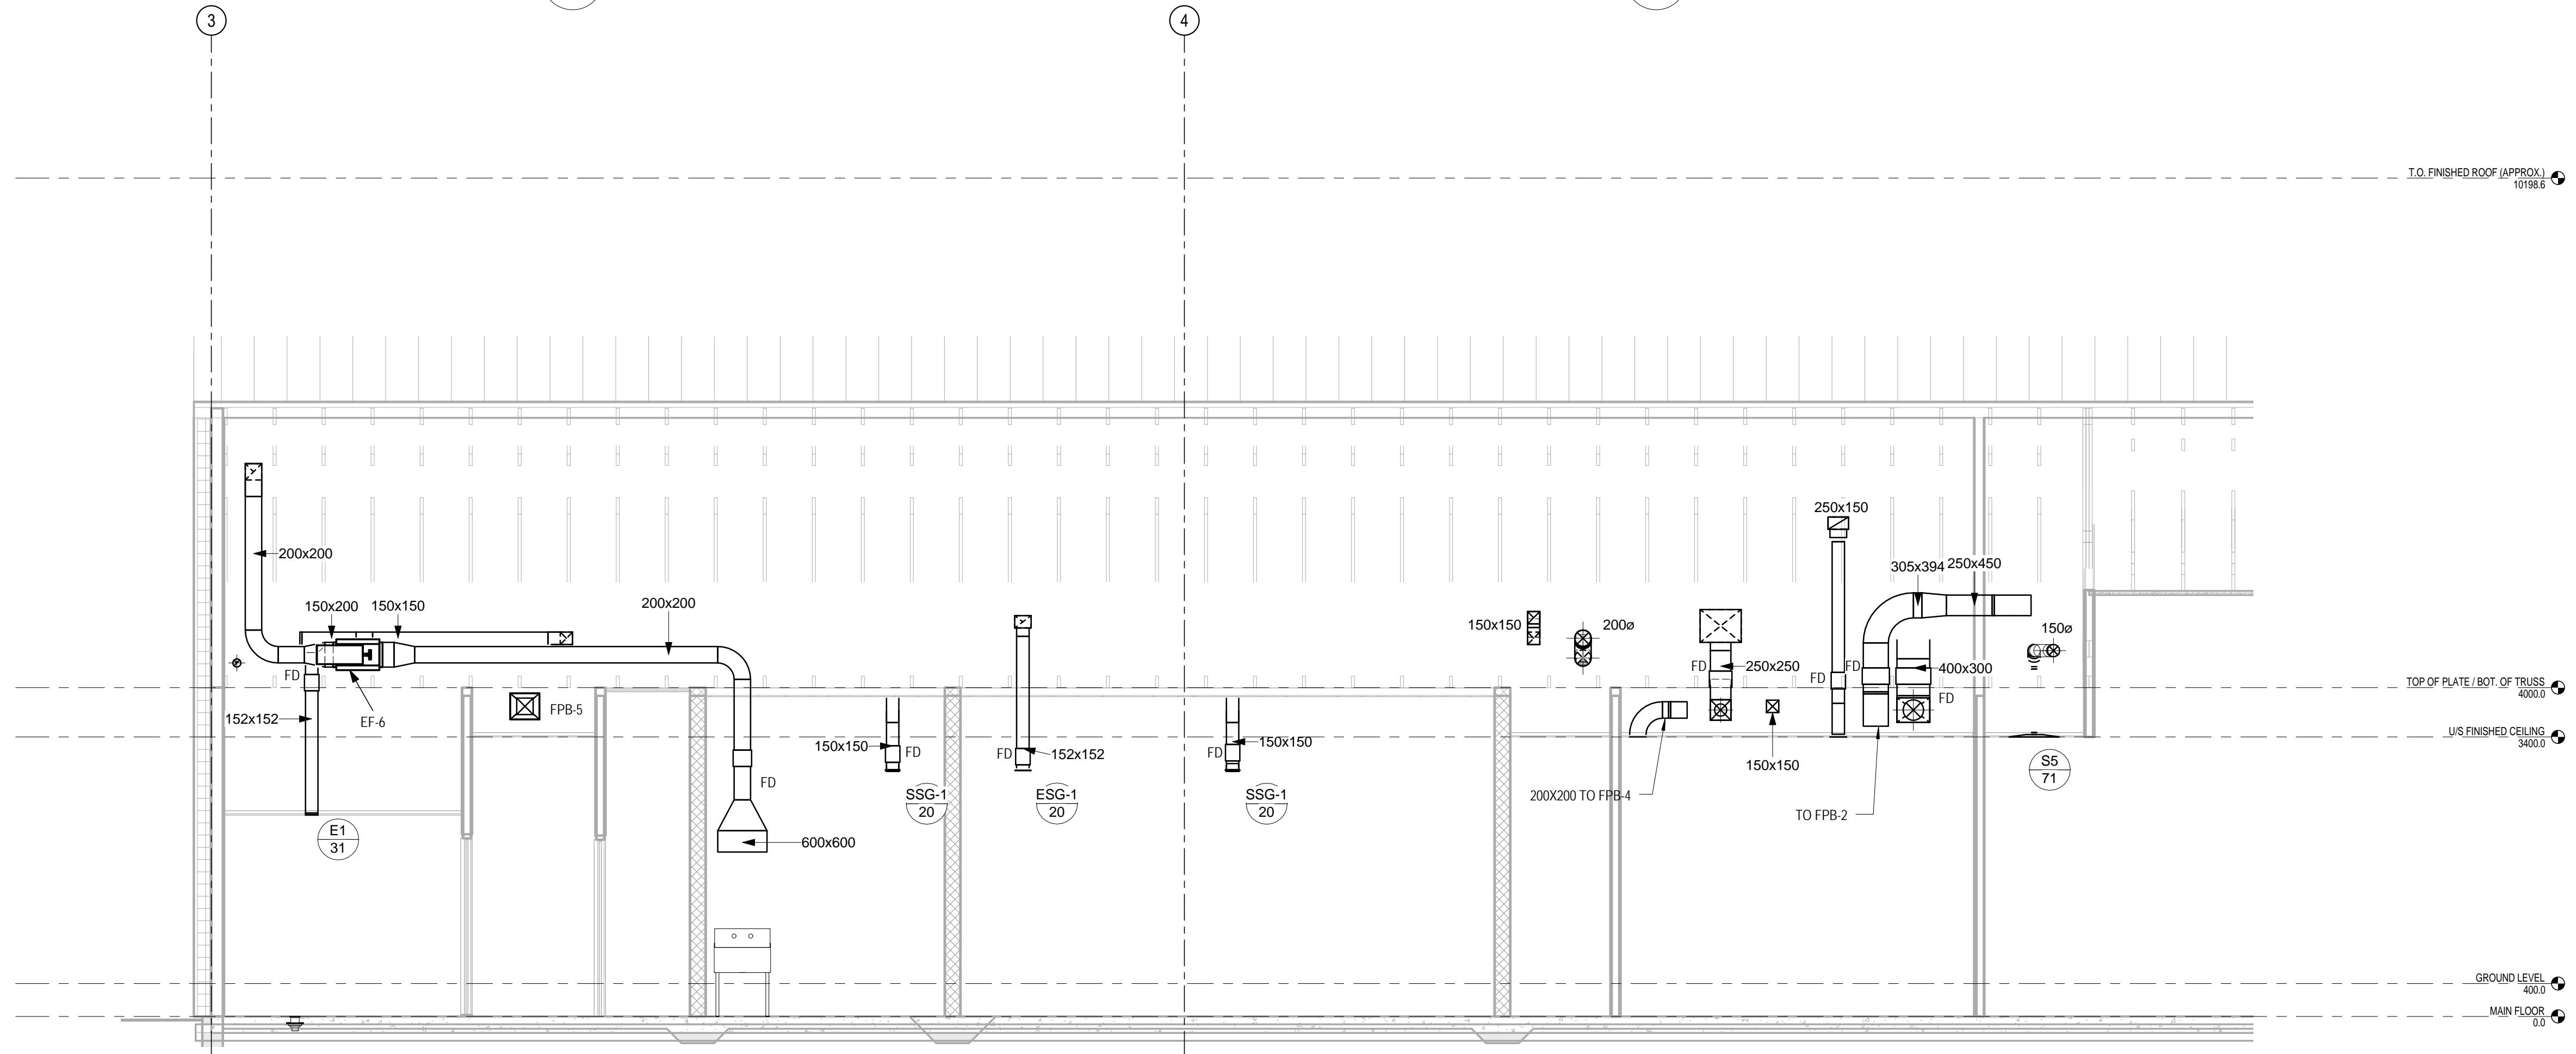 3
4
T.O. FINISHED ROOF (APPROX.)
10198.6
250x150
200x200
305x394
250x450
150x200
150x150
200x200
150x150
200ø
150ø
FD
FD
250x250
FD
400x300
FD
FD
TOP OF PLATE / BOT. OF TRUSS
4000.0
152x152
EF-6
FPB-5
U/S FINISHED CEILING
3400.0
150x150
FD
FD
152x152
FD
150x150
150x150
FD
S5
71
SSG-1
20
ESG-1
20
SSG-1
20
200X200 TO FPB-4
TO FPB-2
E1
31
600x600
GROUND LEVEL
400.0
MAIN FLOOR
0.0